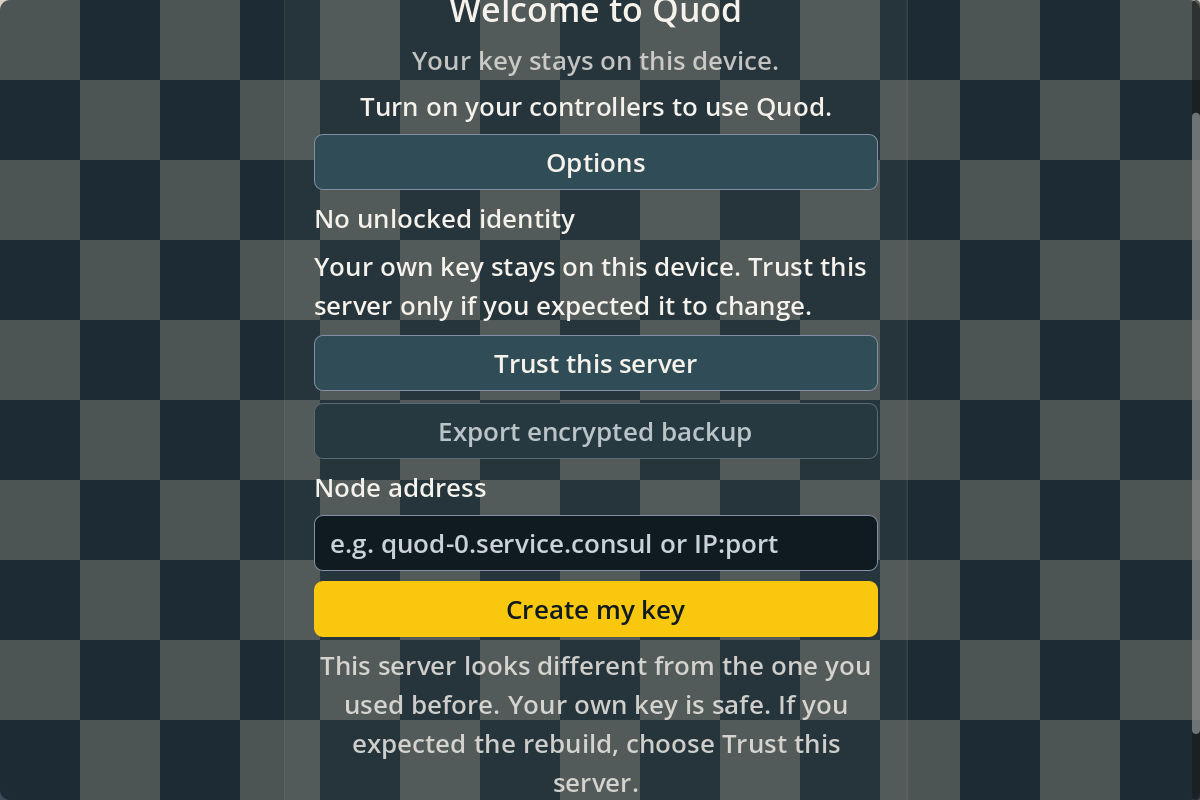 Welcome to Quod
Your key stays on this device.
Turn on your controllers to use Quod.
Options
No unlocked identity
Your own key stays on this device. Trust this
server only if you expected it to change.
Trust this server
Export encrypted backup
Node address
e.g. quod-0.service.consul or IP:port
Create my key
This server looks different from the one you
used before. Your own key is safe. If you
expected the rebuild, choose Trust this
server.